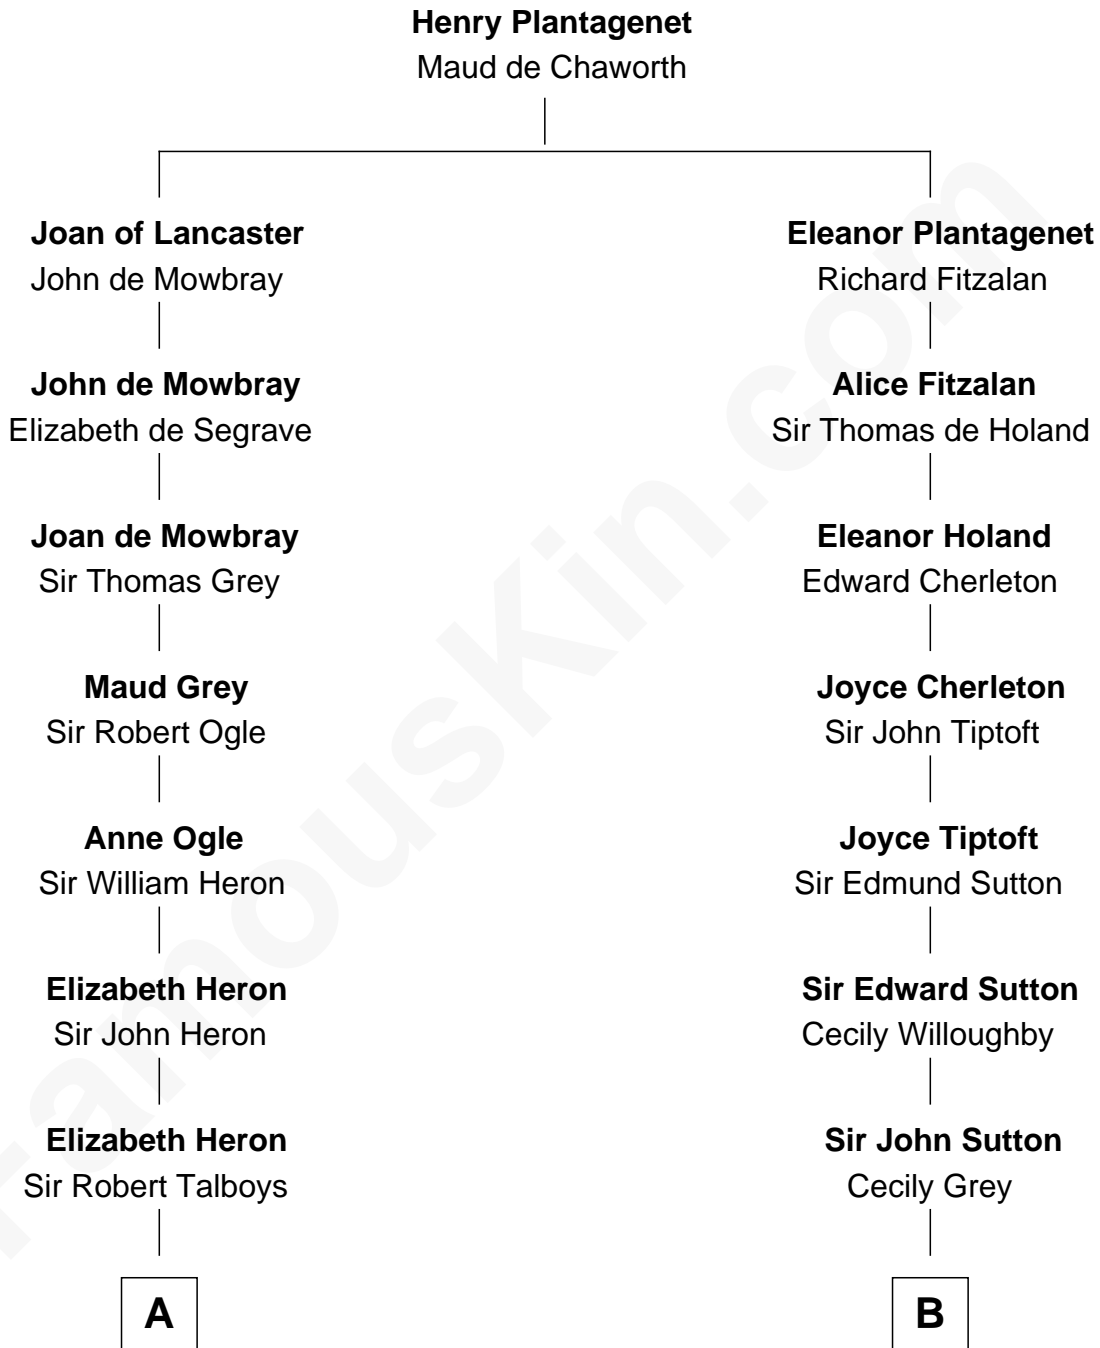 Henry Plantagenet
Maud de Chaworth
Joan of Lancaster
John de Mowbray
Eleanor Plantagenet
Richard Fitzalan
John de Mowbray
Elizabeth de Segrave
Alice Fitzalan
Sir Thomas de Holand
Joan de Mowbray
Sir Thomas Grey
Eleanor Holand
Edward Cherleton
Maud Grey
Sir Robert Ogle
Joyce Cherleton
Sir John Tiptoft
Anne Ogle
Sir William Heron
Joyce Tiptoft
Sir Edmund Sutton
Elizabeth Heron
Sir John Heron
Sir Edward Sutton
Cecily Willoughby
Elizabeth Heron
Sir Robert Talboys
Sir John Sutton
Cecily Grey
A
B
FamousKin.com